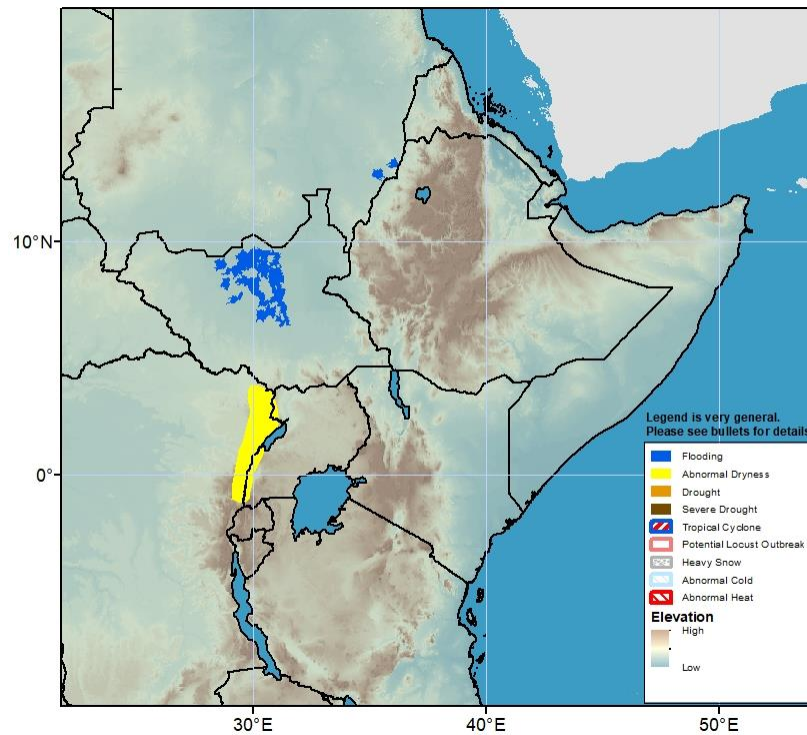 10°N
0°
Legend is very general.
Please see bullets for details
Flooding
Abnormal Dryness
Drought
Severe Drought
Tropical Cyclone
Potential Locust Outbreak
Heavy Snow
Abnormal Cold
Abnormal Heat
Elevation
High
Low
30°E
40°E
50°E